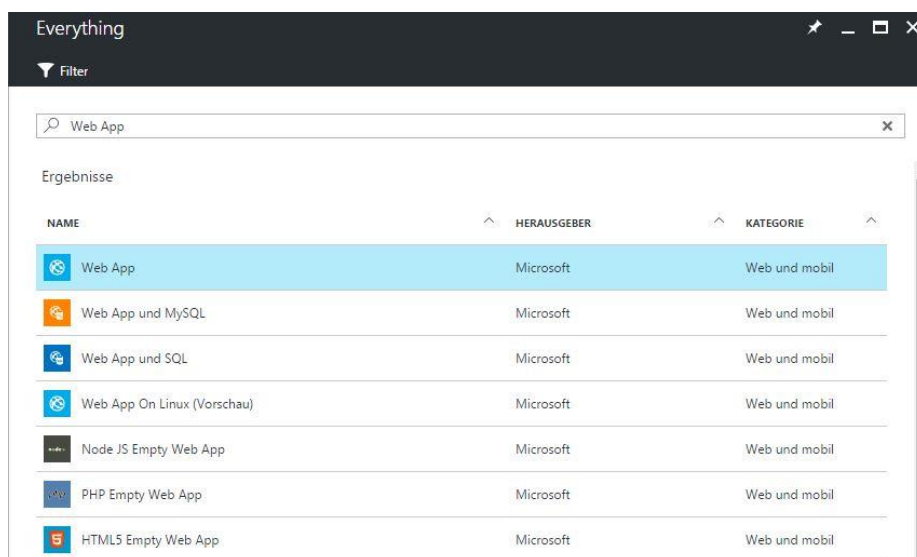 Everything
Filter
Web App
Ergebnisse
NAME HERAUSGEBER KATEGORIE
Web App Microsoft Web und mobil
Web App und MySQL Microsoft Web und mobil
Web App und SQL Microsoft Web und mobil
Web App On Linux (Vorschau) Microsoft Web und mobil
Node JS Empty Web App Microsoft Web und mobil
PHP Empty Web App Microsoft Web und mobil
HTML5 Empty Web App Microsoft Web und mobil